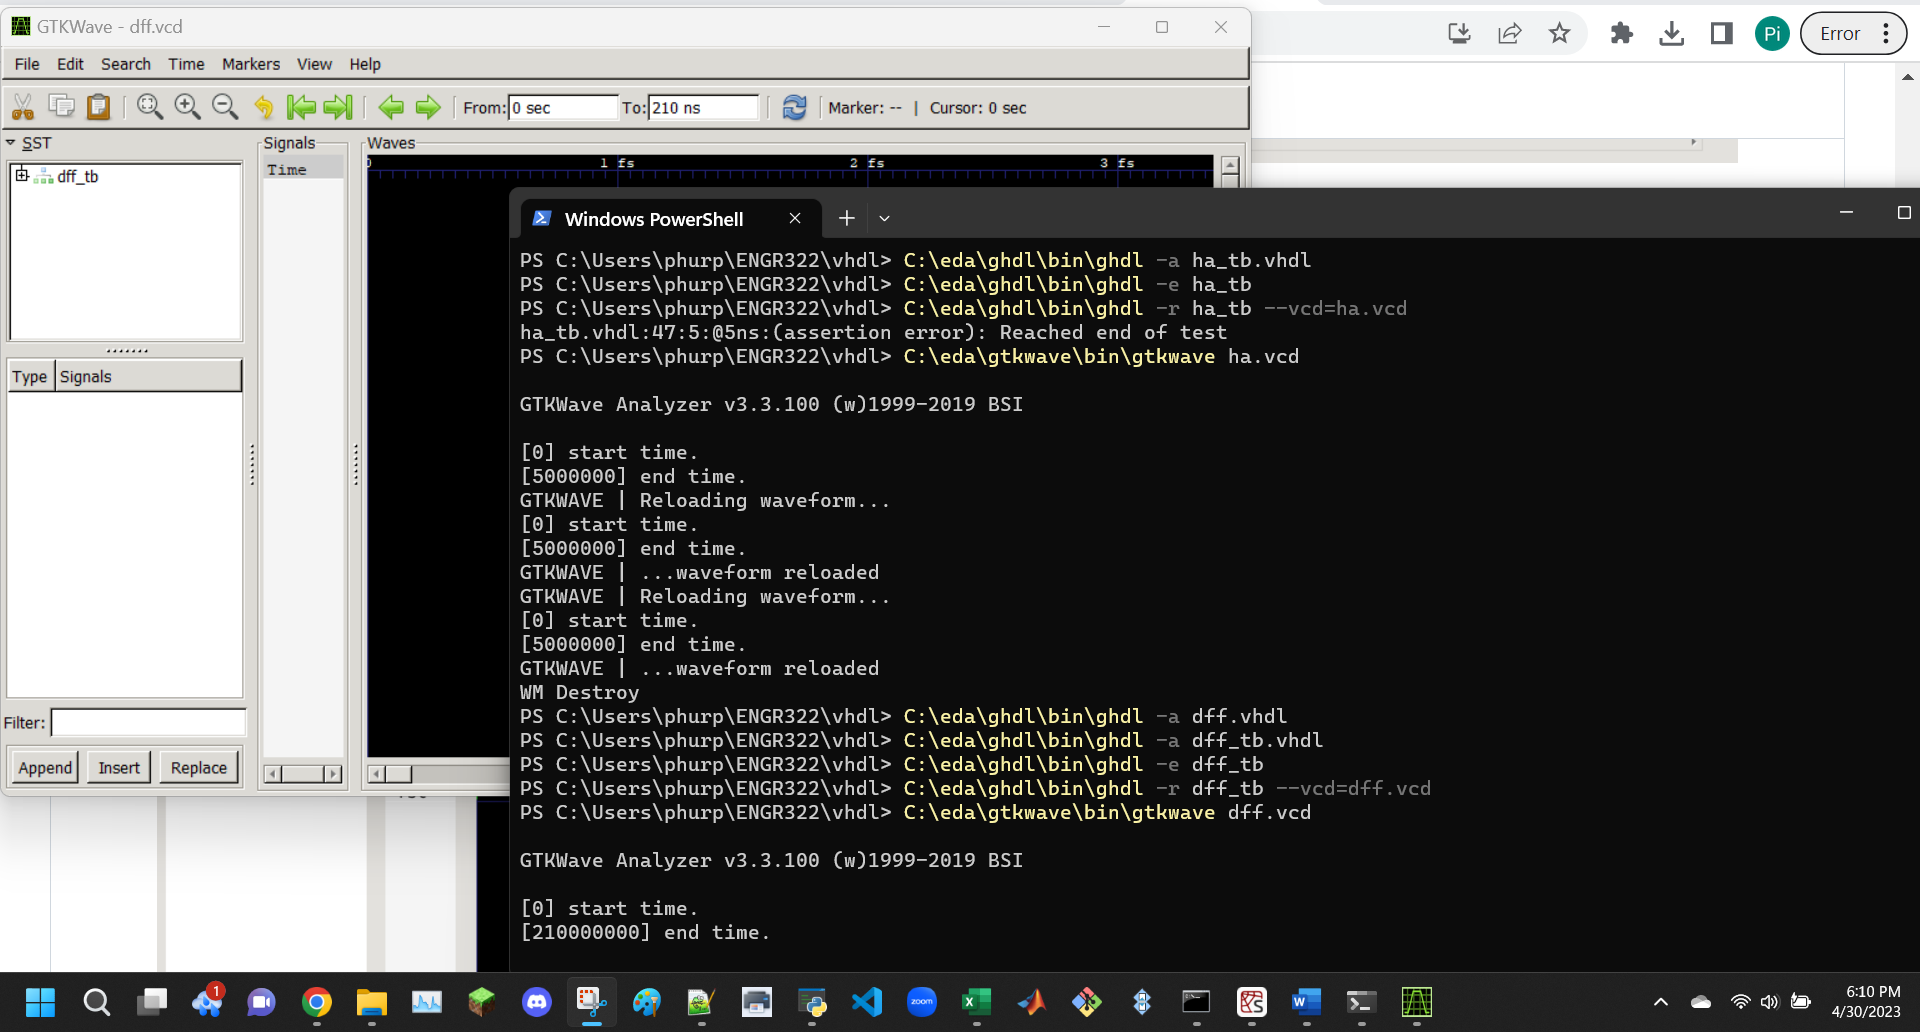 GTKWave - dff.vcd
File Edit Search Time Markers View Help
From: 0 sec To: 210 ns Marker: -- | Cursor: 0 sec
SST
dff_tb
Type Signals
Filter:
Append Insert Replace
Signals
Time
Waves
0 1 fs 2 fs 3 fs
Pi Error
Windows PowerShell
PS C:\Users\phurp\ENGR322\vhdl> C:\eda\ghdl\bin\ghdl -a ha_tb.vhdl
PS C:\Users\phurp\ENGR322\vhdl> C:\eda\ghdl\bin\ghdl -e ha_tb
PS C:\Users\phurp\ENGR322\vhdl> C:\eda\ghdl\bin\ghdl -r ha_tb --vcd=ha.vcd
ha_tb.vhdl:47:5:@5ns:(assertion error): Reached end of test
PS C:\Users\phurp\ENGR322\vhdl> C:\eda\gtkwave\bin\gtkwave ha.vcd
GTKWave Analyzer v3.3.100 (w)1999-2019 BSI
[0] start time.
[5000000] end time.
GTKWAVE | Reloading waveform...
[0] start time.
[5000000] end time.
GTKWAVE | ...waveform reloaded
GTKWAVE | Reloading waveform...
[0] start time.
[5000000] end time.
GTKWAVE | ...waveform reloaded
WM Destroy
PS C:\Users\phurp\ENGR322\vhdl> C:\eda\ghdl\bin\ghdl -a dff.vhdl
PS C:\Users\phurp\ENGR322\vhdl> C:\eda\ghdl\bin\ghdl -a dff_tb.vhdl
PS C:\Users\phurp\ENGR322\vhdl> C:\eda\ghdl\bin\ghdl -e dff_tb
PS C:\Users\phurp\ENGR322\vhdl> C:\eda\ghdl\bin\ghdl -r dff_tb --vcd=dff.vcd
PS C:\Users\phurp\ENGR322\vhdl> C:\eda\gtkwave\bin\gtkwave dff.vcd
GTKWave Analyzer v3.3.100 (w)1999-2019 BSI
[0] start time.
[210000000] end time.
1
zoom
6:10 PM
4/30/2023